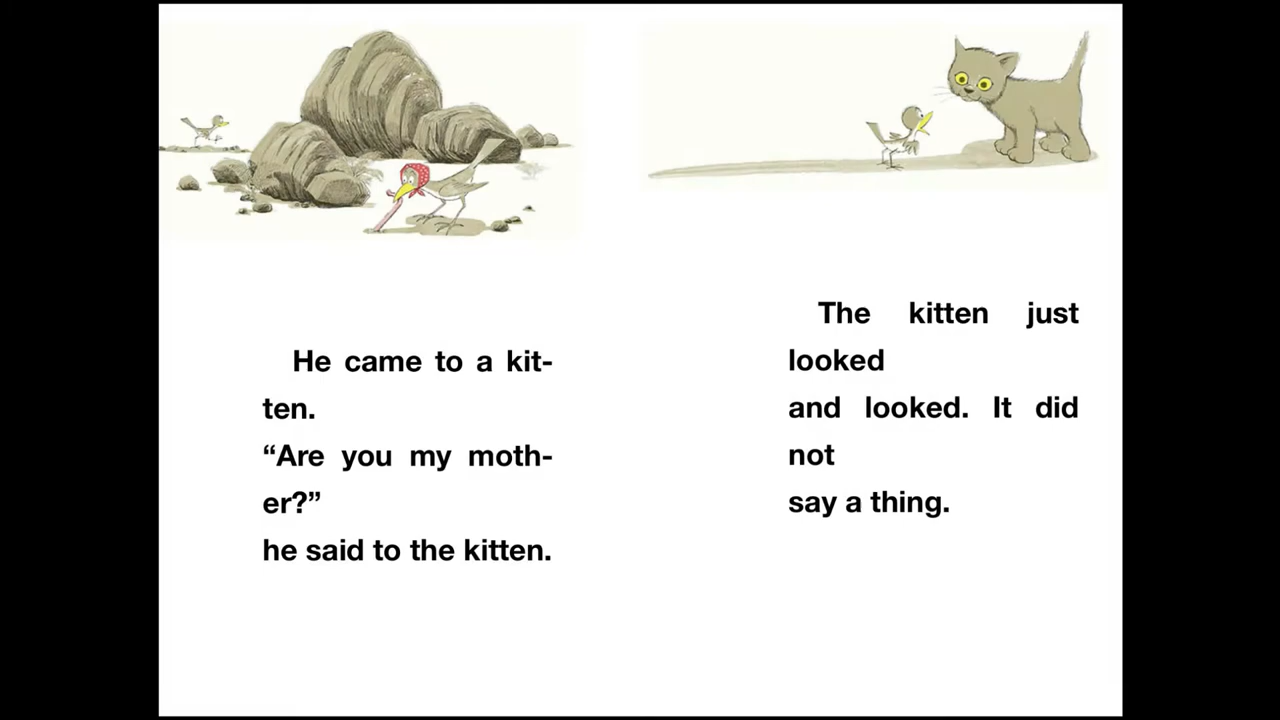 He came to a kit-
ten.
“Are you my moth-
er?”
he said to the kitten.
The kitten just
looked
and looked. It did
not
say a thing.